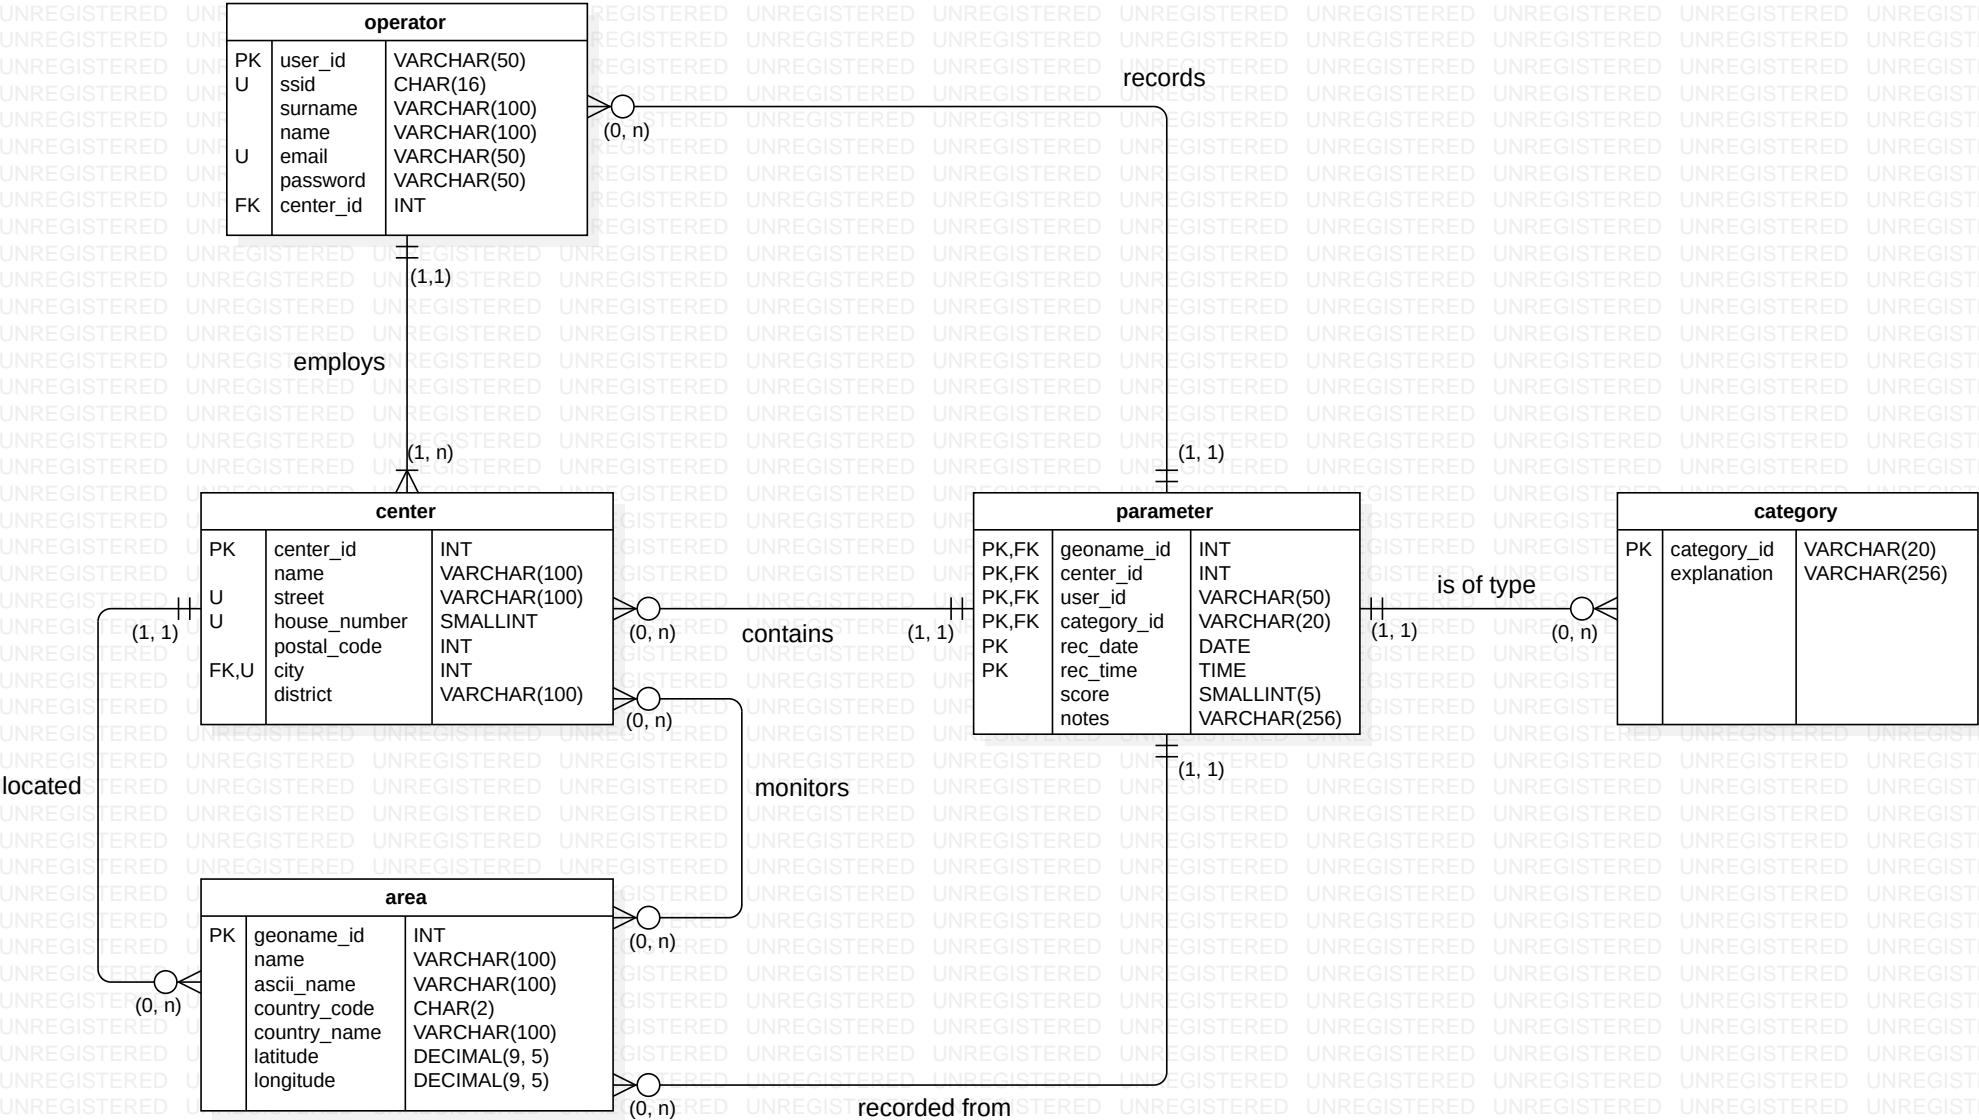 operator
PK user_id VARCHAR(50)
U ssid CHAR(16)
surname VARCHAR(100)
name VARCHAR(100)
U email VARCHAR(50)
password VARCHAR(50)
FK center_id INT
records
(0, n)
(1,1)
employs
(1, n)
(1, 1)
center
PK center_id INT
name VARCHAR(100)
U street VARCHAR(100)
U house_number SMALLINT
postal_code INT
FK,U city INT
district VARCHAR(100)
(1, 1)
(0, n)
contains
(1, 1)
parameter
PK,FK geoname_id INT
PK,FK center_id INT
PK,FK user_id VARCHAR(50)
PK,FK category_id VARCHAR(20)
PK rec_date DATE
PK rec_time TIME
score SMALLINT(5)
notes VARCHAR(256)
is of type
(1, 1)
(0, n)
category
PK category_id VARCHAR(20)
explanation VARCHAR(256)
(0, n)
(1, 1)
located
monitors
area
PK geoname_id INT
name VARCHAR(100)
ascii_name VARCHAR(100)
country_code CHAR(2)
country_name VARCHAR(100)
latitude DECIMAL(9, 5)
longitude DECIMAL(9, 5)
(0, n)
(0, n)
(0, n)
recorded from
UNREGISTERED